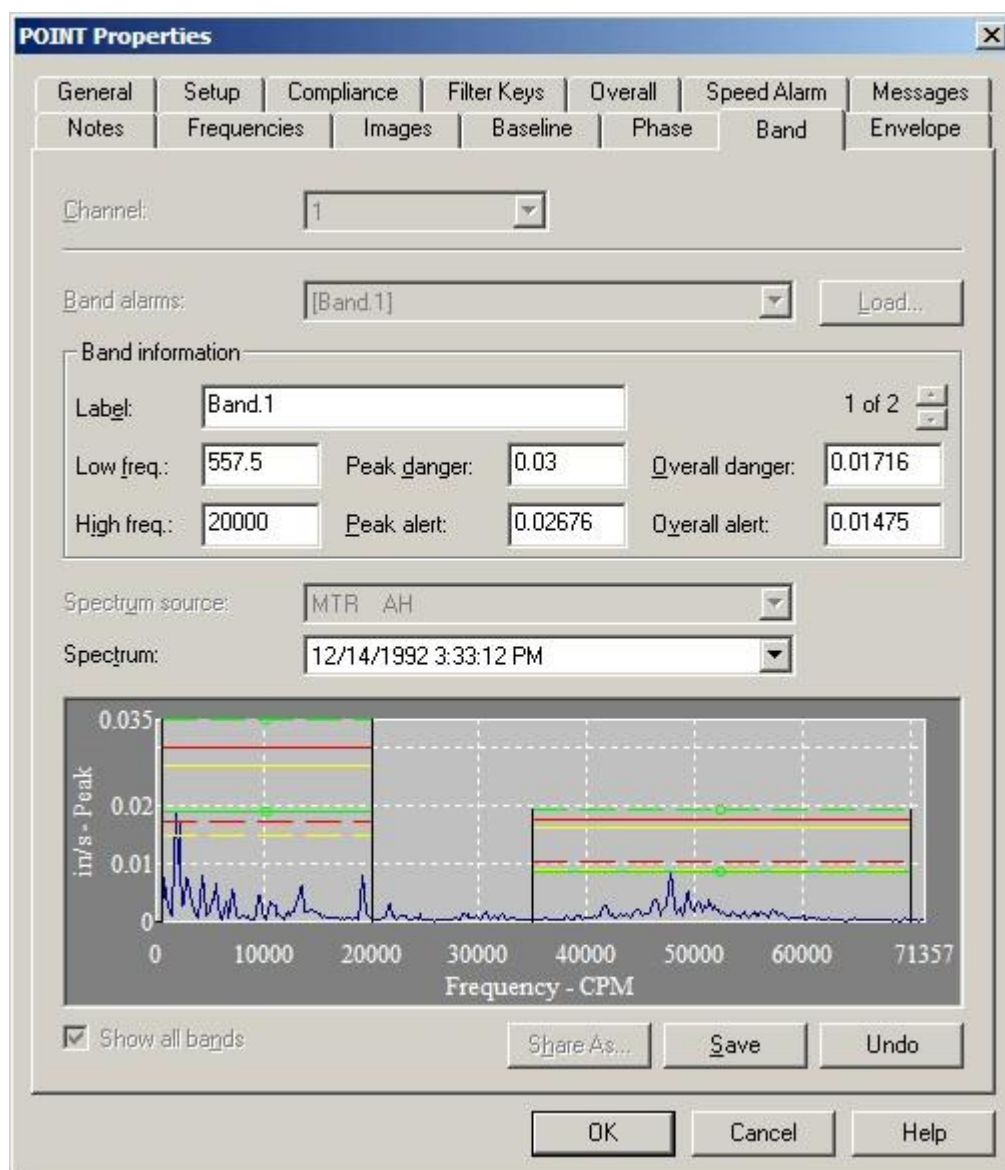 POINT Properties
General Setup Compliance Filter Keys Overall Speed Alarm Messages
Notes Frequencies Images Baseline Phase Band Envelope
Channel: 1
Band alarms: [Band.1] Load...
Band information
Label: Band.1 1 of 2
Low freq.: 557.5 Peak danger: 0.03 Overall danger: 0.01716
High freq.: 20000 Peak alert: 0.02676 Overall alert: 0.01475
Spectrum source: MTR AH
Spectrum: 12/14/1992 3:33:12 PM
0.035
0.02
0.01
0
in/s - Peak
0 10000 20000 30000 40000 50000 60000 71357
Frequency - CPM
Show all bands Share As... Save Undo
OK Cancel Help